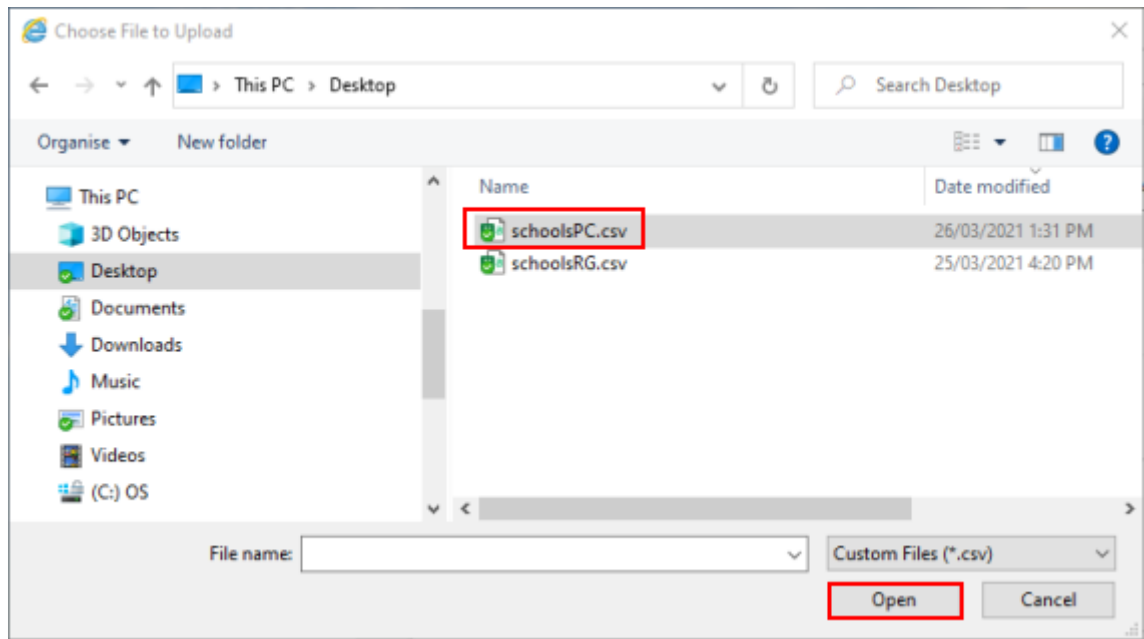 Choose File to Upload
This PC > Desktop
Search Desktop
Organise
New folder
This PC
3D Objects
Desktop
Documents
Downloads
Music
Pictures
Videos
(C:) OS
Name Date modified
schoolsPC.csv 26/03/2021 1:31 PM
schoolsRG.csv 25/03/2021 4:20 PM
File name:
Custom Files (*.csv)
Open Cancel